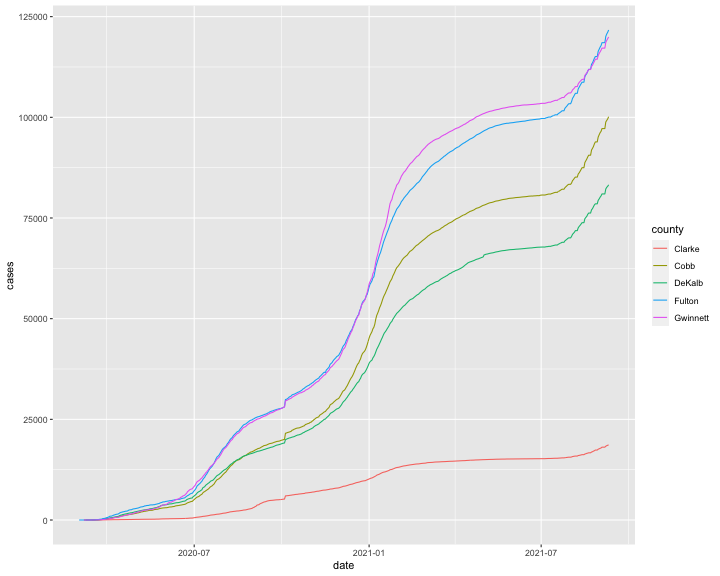 125000
100000
75000
50000
25000
0
cases
2020-07
2021-01
2021-07
date
county
Clarke
Cobb
DeKalb
Fulton
Gwinnett